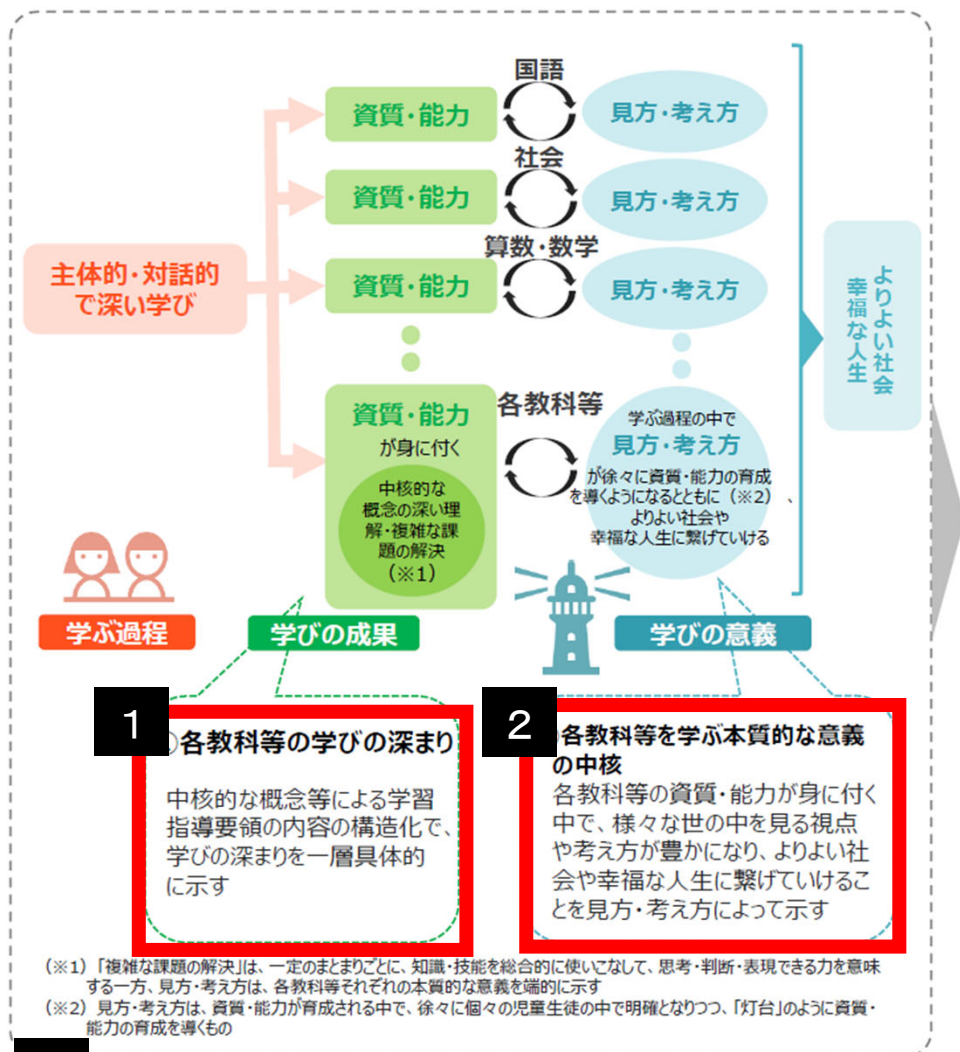 国語
資質・能力
見方・考え方
社会
資質・能力
見方・考え方
算数・数学
資質・能力
見方・考え方
主体的・対話的
で深い学び
よりよい社会
幸福な人生
各教科等
資質・能力
が身に付く
中核的な
概念の深い理
解・複雑な課
題の解決
（※1）
学ぶ過程の中で
見方・考え方
が徐々に資質・能力の育成
を導くようになるとともに（※2）、
よりよい社会や
幸福な人生に繋げていける
学ぶ過程
学びの成果
学びの意義
1
各教科等の学びの深まり
中核的な概念等による学習
指導要領の内容の構造化で、
学びの深まりを一層具体的
に示す
2
各教科等を学ぶ本質的な意義
の中核
各教科等の資質・能力が身に付く
中で、様々な世の中を見る視点
や考え方が豊かになり、よりよい社
会や幸福な人生に繋げていけるこ
とを見方・考え方によって示す
（※1）「複雑な課題の解決」は、一定のまとまりごとに、知識・技能を総合的に使いこなして、思考・判断・表現できる力を意味
する一方、見方・考え方は、各教科等それぞれの本質的な意義を端的に示す
（※2）見方・考え方は、資質・能力が育成される中で、徐々に個々の児童生徒の中で明確となりつつ、「灯台」のように資質・
能力の育成を導くもの